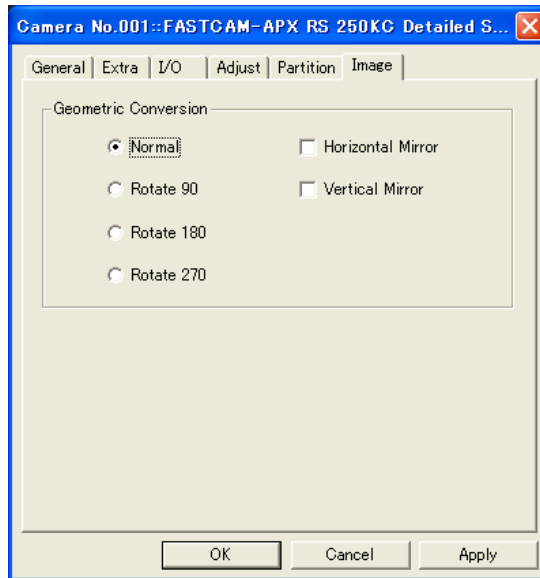 Camera No.001::FASTCAM-APX RS 250KC Detailed S...
General Extra I/O Adjust Partition Image
Geometric Conversion
Normal Horizontal Mirror
Rotate 90 Vertical Mirror
Rotate 180
Rotate 270
OK Cancel Apply